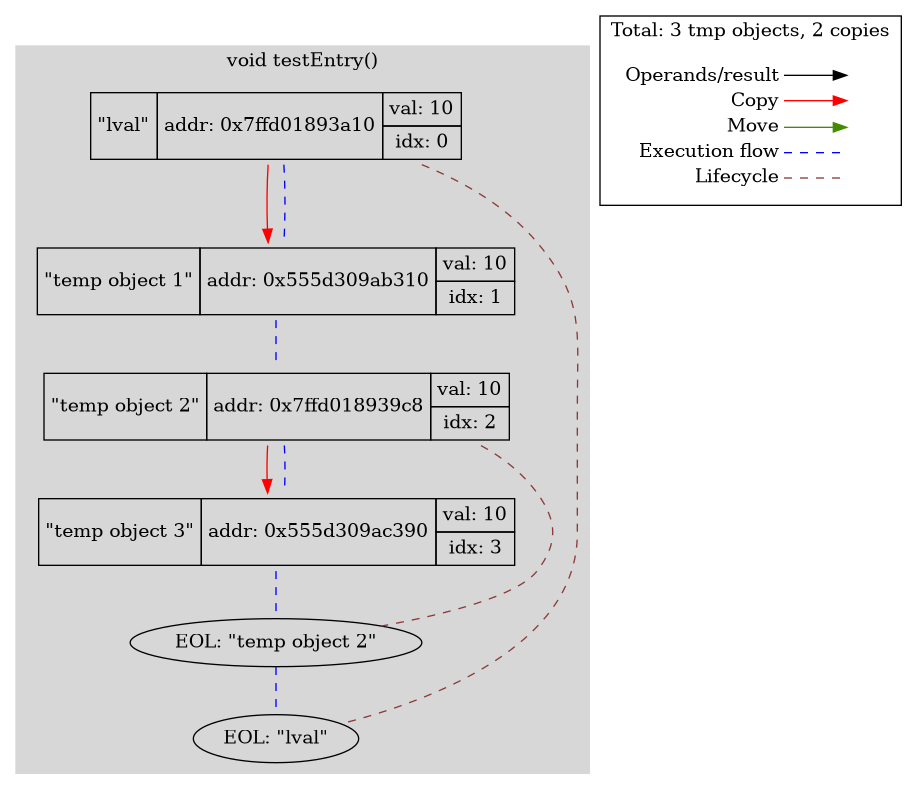 void testEntry()
"lval"
addr: 0x7ffd01893a10
val: 10
idx: 0
"temp object 1"
addr: 0x555d309ab310
val: 10
idx: 1
"temp object 2"
addr: 0x7ffd018939c8
val: 10
idx: 2
"temp object 3"
addr: 0x555d309ac390
val: 10
idx: 3
EOL: "temp object 2"
EOL: "lval"
Total: 3 tmp objects, 2 copies
Operands/result
Copy
Move
Execution flow
Lifecycle